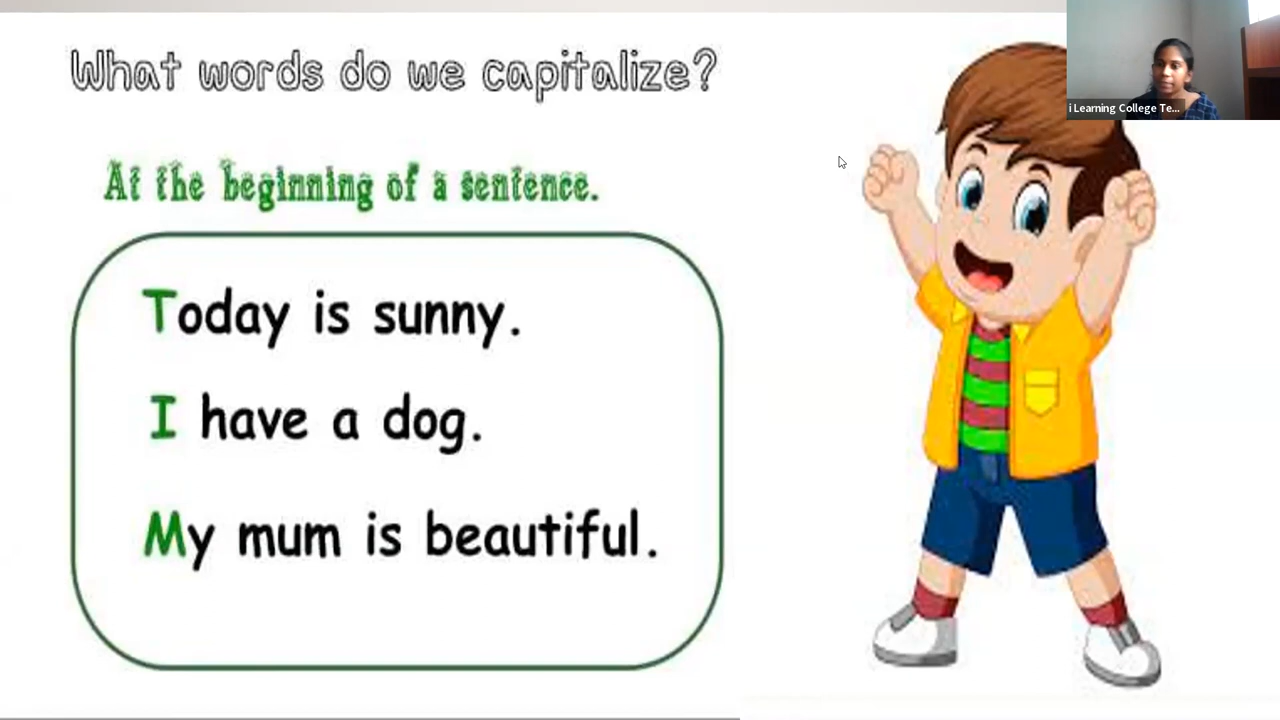 What words do we capitalize?
i Learning College Te...
At the beginning of a sentence.
Today is sunny.
I have a dog.
My mum is beautiful.